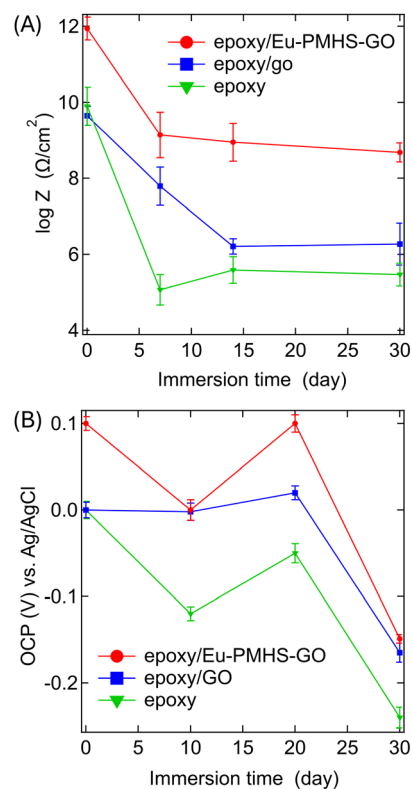 (A)
12
10
8
6
4
log Z (Ω/cm²)
epoxy/Eu-PMHS-GO
epoxy/go
epoxy
0 5 10 15 20 25 30
Immersion time (day)
(B)
0.1
0.0
-0.1
-0.2
OCP (V) vs. Ag/AgCl
epoxy/Eu-PMHS-GO
epoxy/GO
epoxy
0 5 10 15 20 25 30
Immersion time (day)